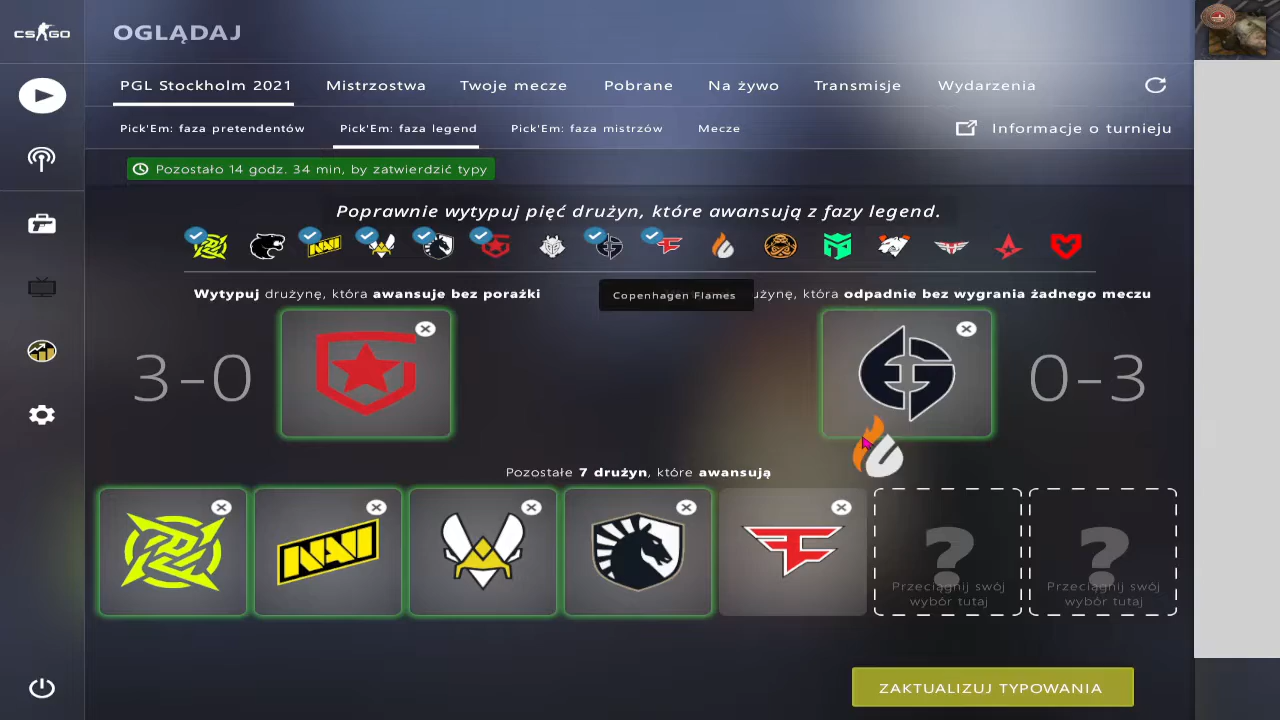 CS GO
OGLĄDAJ
PGL Stockholm 2021
Mistrzostwa
Twoje mecze
Pobrane
Na żywo
Transmisje
Wydarzenia
Pick'Em: faza pretendentów
Pick'Em: faza legend
Pick'Em: faza mistrzów
Mecze
Informacje o turnieju
Pozostało 14 godz. 34 min, by zatwierdzić typy
Poprawnie wytypuj pięć drużyn, które awansują z fazy legend.
Wytypuj drużynę, która awansuje bez porażki
Copenhagen Flames
która odpadnie bez wygrania żadnego meczu
3-0
0-3
Pozostałe 7 drużyn, które awansują
NAVI
?
Przeciągnij swój
wybór tutaj
?
Przeciągnij swój
wybór tutaj
ZAKTUALIZUJ TYPOWANIA